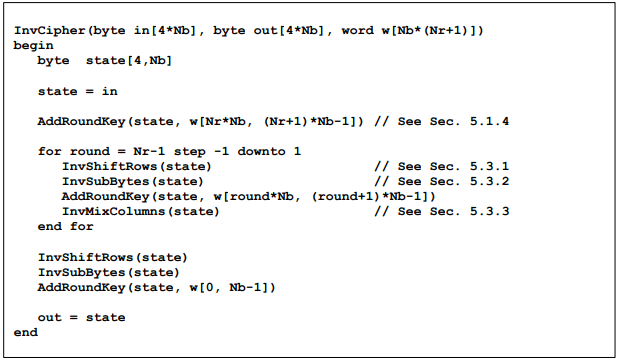 InvCipher(byte in[4*Nb], byte out[4*Nb], word w[Nb*(Nr+1)])
begin
byte state[4,Nb]
state = in
AddRoundKey(state, w[Nr*Nb, (Nr+1)*Nb-1]) // See Sec. 5.1.4
for round = Nr-1 step -1 downto 1
InvShiftRows(state) // See Sec. 5.3.1
InvSubBytes(state) // See Sec. 5.3.2
AddRoundKey(state, w[round*Nb, (round+1)*Nb-1])
InvMixColumns(state) // See Sec. 5.3.3
end for
InvShiftRows(state)
InvSubBytes(state)
AddRoundKey(state, w[0, Nb-1])
out = state
end